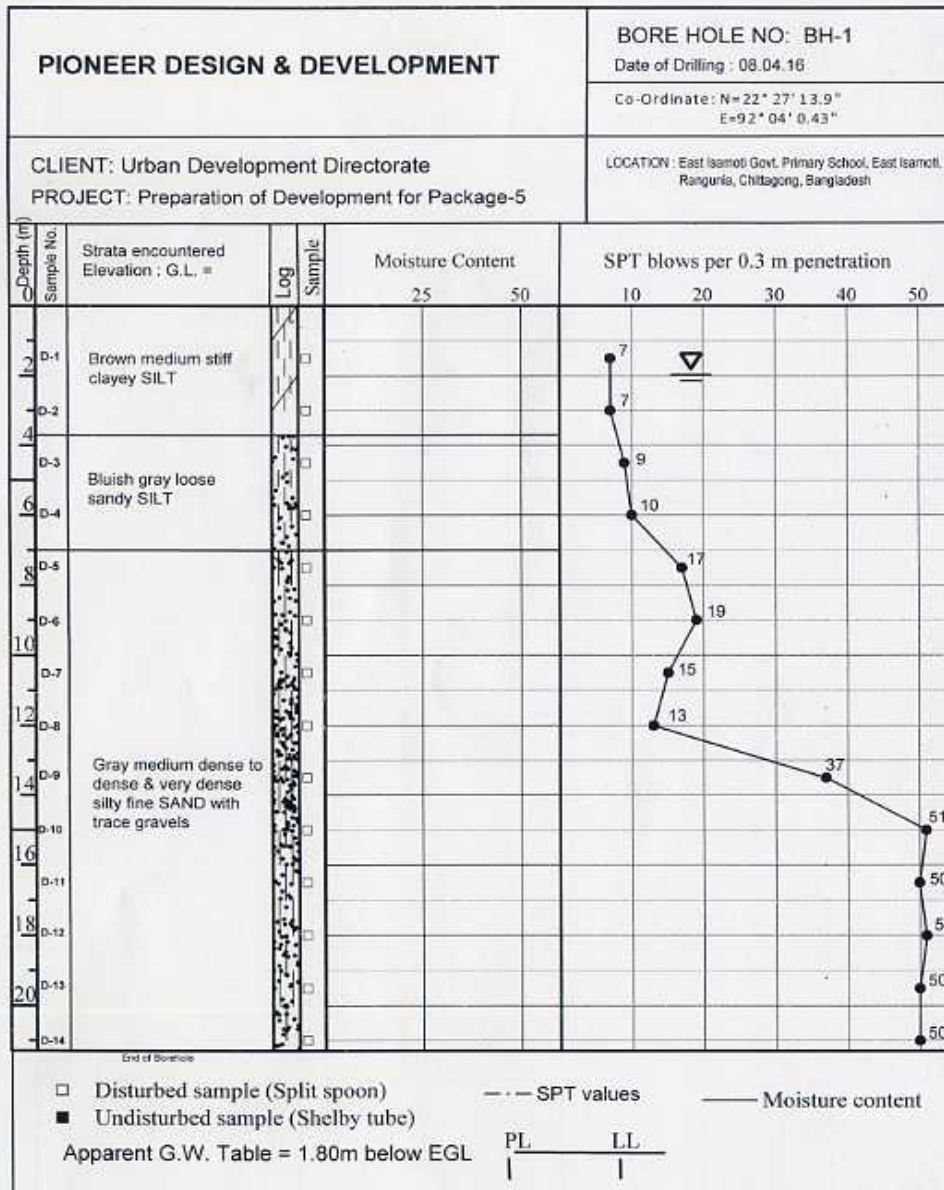 PIONEER DESIGN & DEVELOPMENT
BORE HOLE NO: BH-1
Date of Drilling : 08.04.16
Co-Ordinate: N=22° 27' 13.9"
E=92° 04' 0.43"
CLIENT: Urban Development Directorate
PROJECT: Preparation of Development for Package-5
LOCATION : East Isamoti Govt. Primary School, East Isamoti,
Rangunia, Chittagong, Bangladesh
Depth (m)
Sample No.
Strata encountered
Elevation : G.L. =
Log
Sample
Moisture Content
SPT blows per 0.3 m penetration
0
25 50
10 20 30 40 50
2
D-1
Brown medium stiff
clayey SILT
7
D-2
7
4
D-3
9
Bluish gray loose
sandy SILT
6
D-4
10
8
D-5
17
D-6
19
10
D-7
15
12
D-8
13
Gray medium dense to
dense & very dense
silty fine SAND with
trace gravels
14
D-9
37
D-10
51
16
D-11
50
18
D-12
D-13
50
20
D-14
50
End of Borehole
□ Disturbed sample (Split spoon)
■ Undisturbed sample (Shelby tube)
SPT values
Moisture content
Apparent G.W. Table = 1.80m below EGL
PL LL